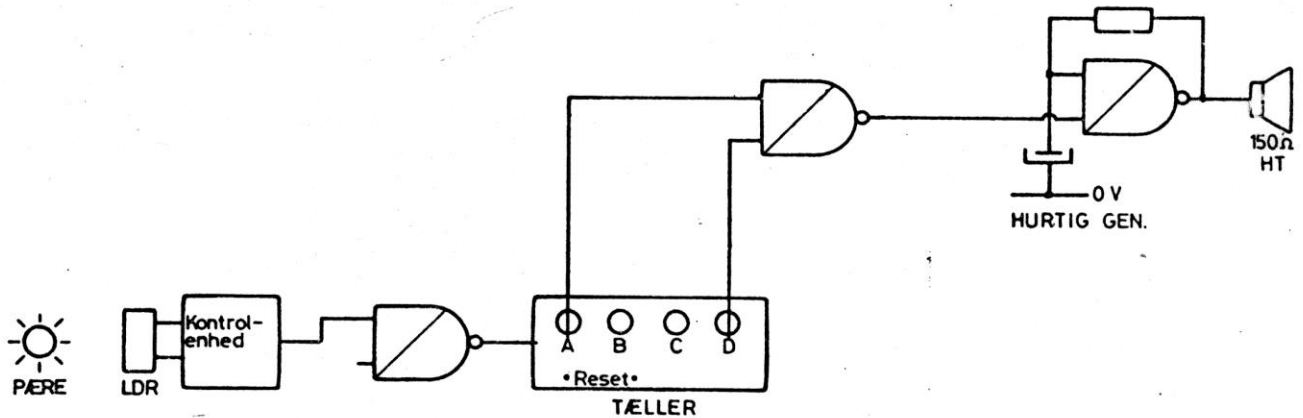 150Ω
HT
0 V
HURTIG GEN.
Kontrol-
enhed
A B C D
•Reset•
PÆRE
LDR
TÆLLER